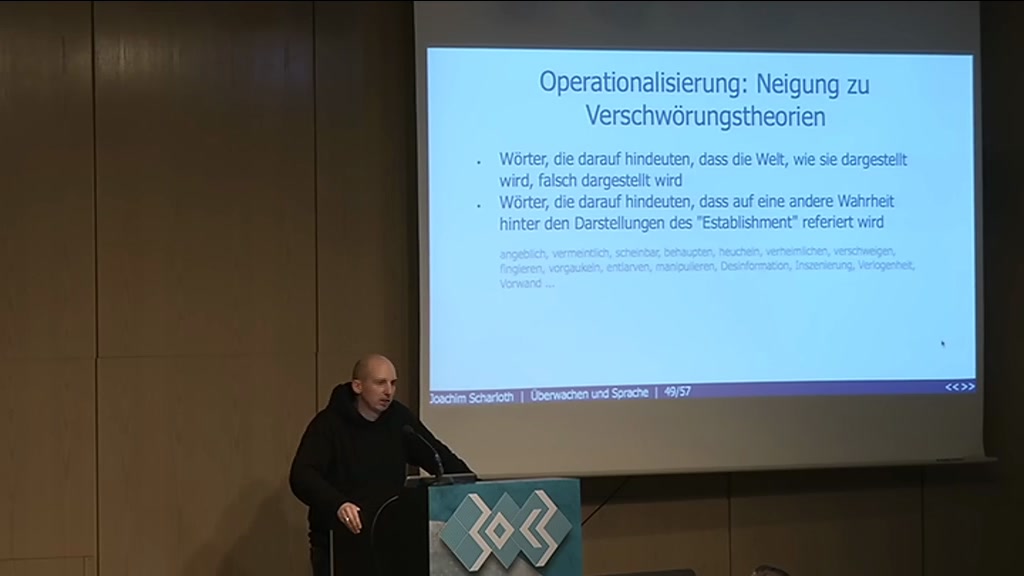 Operationalisierung: Neigung zu
Verschwörungstheorien
· Wörter, die darauf hindeuten, dass die Welt, wie sie dargestellt
wird, falsch dargestellt wird
· Wörter, die darauf hindeuten, dass auf eine andere Wahrheit
hinter den Darstellungen des "Establishment" referiert wird
angeblich, vermeintlich, scheinbar, behaupten, heucheln, verheimlichen, verschweigen,
fingieren, vorgaukeln, entlarven, manipulieren, Desinformation, Inszenierung, Verlogenheit,
Vorwand ...
Joachim Scharloth | Überwachen und Sprache | 49/57 <<>>